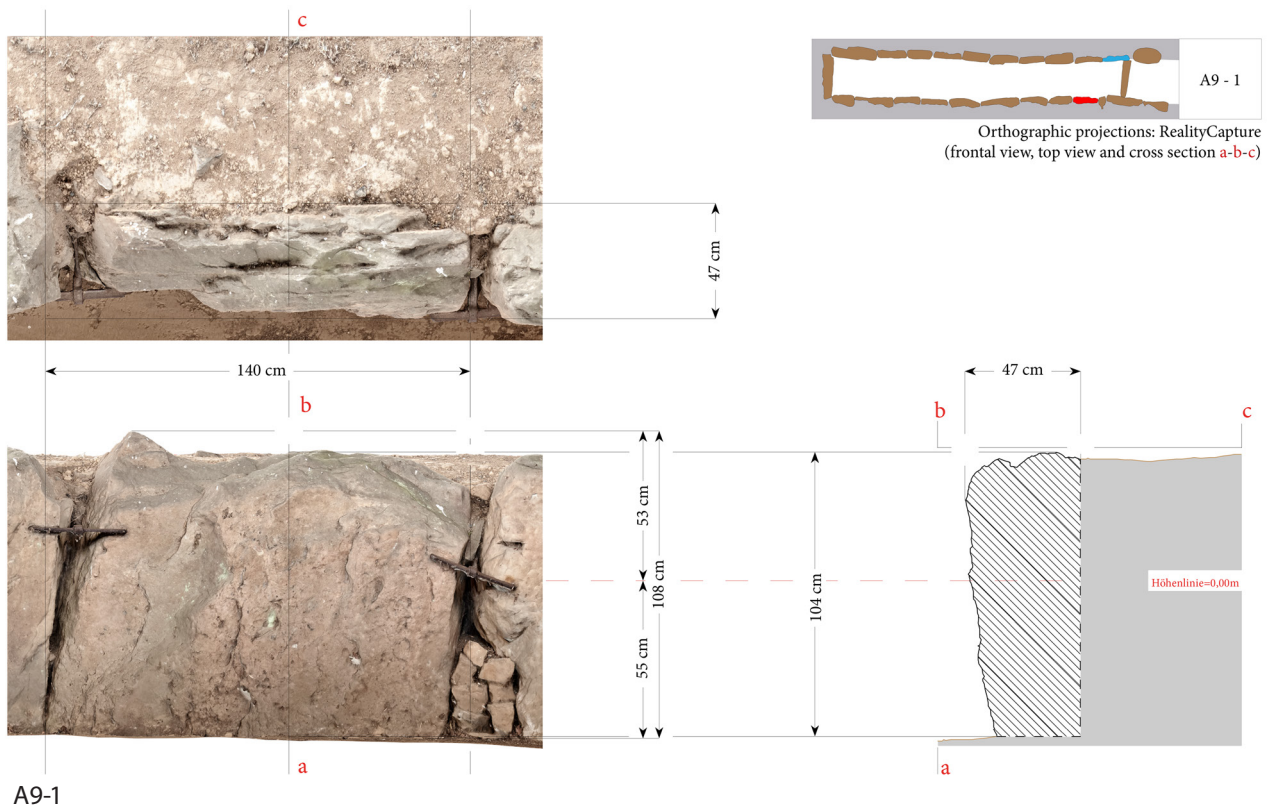 c
A9 - 1
Orthographic projections: RealityCapture
(frontal view, top view and cross section a-b-c)
47 cm
140 cm
47 cm
b
b
c
53 cm
108 cm
55 cm
104 cm
Höhenlinie=0,00m
a
a
A9-1